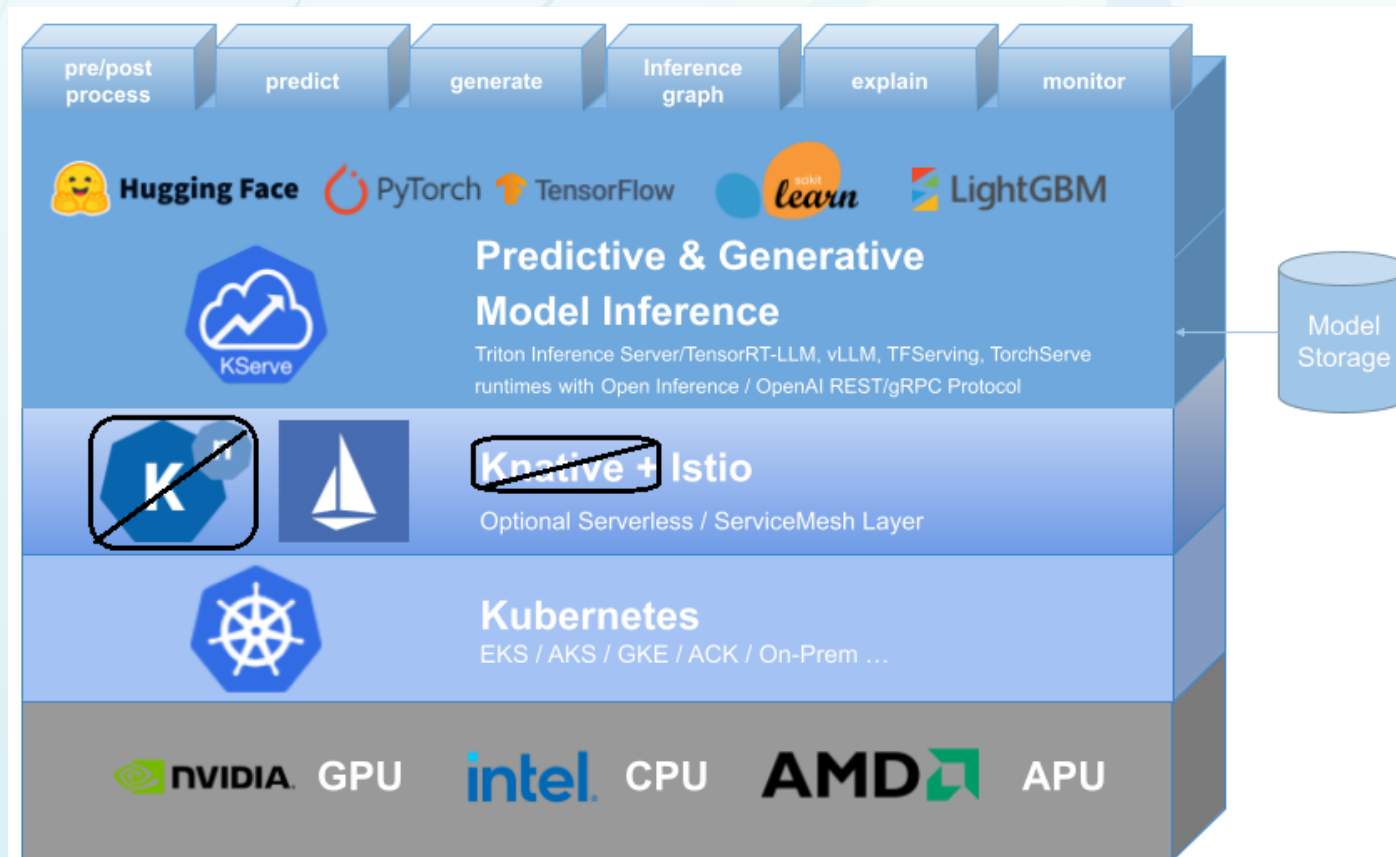 pre/post
process
predict
generate
Inference
graph
explain
monitor
Hugging Face
PyTorch
TensorFlow
scikit
learn
LightGBM
Predictive & Generative
Model Inference
KServe
Triton Inference Server/TensorRT-LLM, vLLM, TFServing, TorchServe
runtimes with Open Inference / OpenAI REST/gRPC Protocol
Model
Storage
K
n
Knative + Istio
Optional Serverless / ServiceMesh Layer
Kubernetes
EKS / AKS / GKE / ACK / On-Prem …
NVIDIA. GPU
intel. CPU
AMD APU